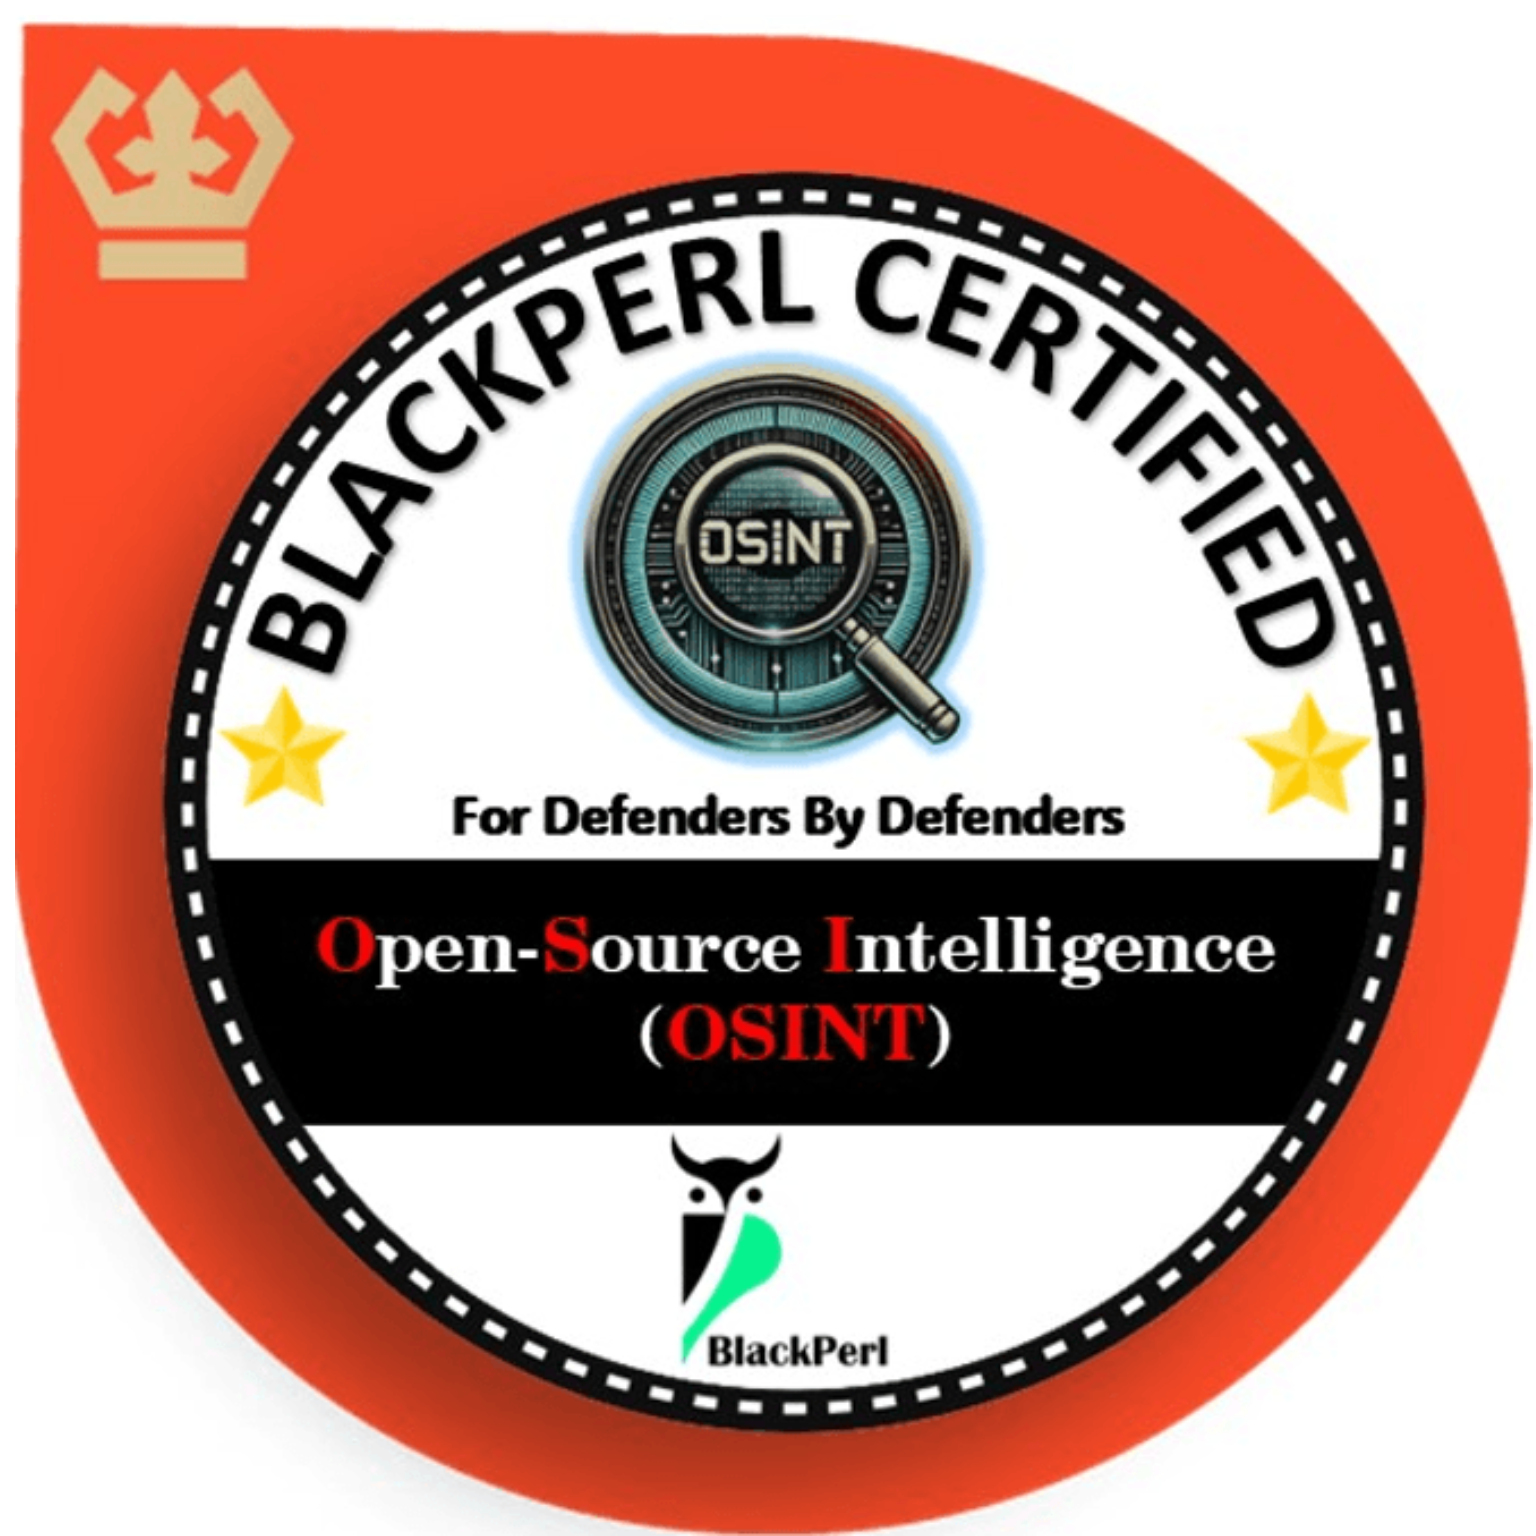 BLACKPERL CERTIFIED
OSINT
For Defenders By Defenders
Open-Source Intelligence
(OSINT)
BlackPerl